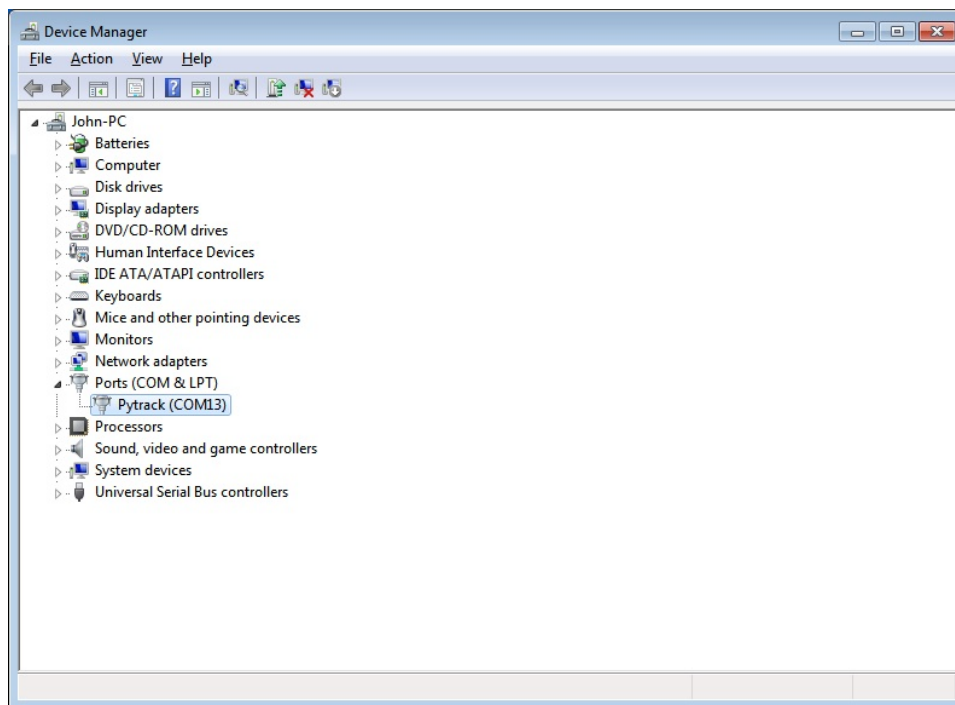 Device Manager
File Action View Help
John-PC
Batteries
Computer
Disk drives
Display adapters
DVD/CD-ROM drives
Human Interface Devices
IDE ATA/ATAPI controllers
Keyboards
Mice and other pointing devices
Monitors
Network adapters
Ports (COM & LPT)
Pytrack (COM13)
Processors
Sound, video and game controllers
System devices
Universal Serial Bus controllers